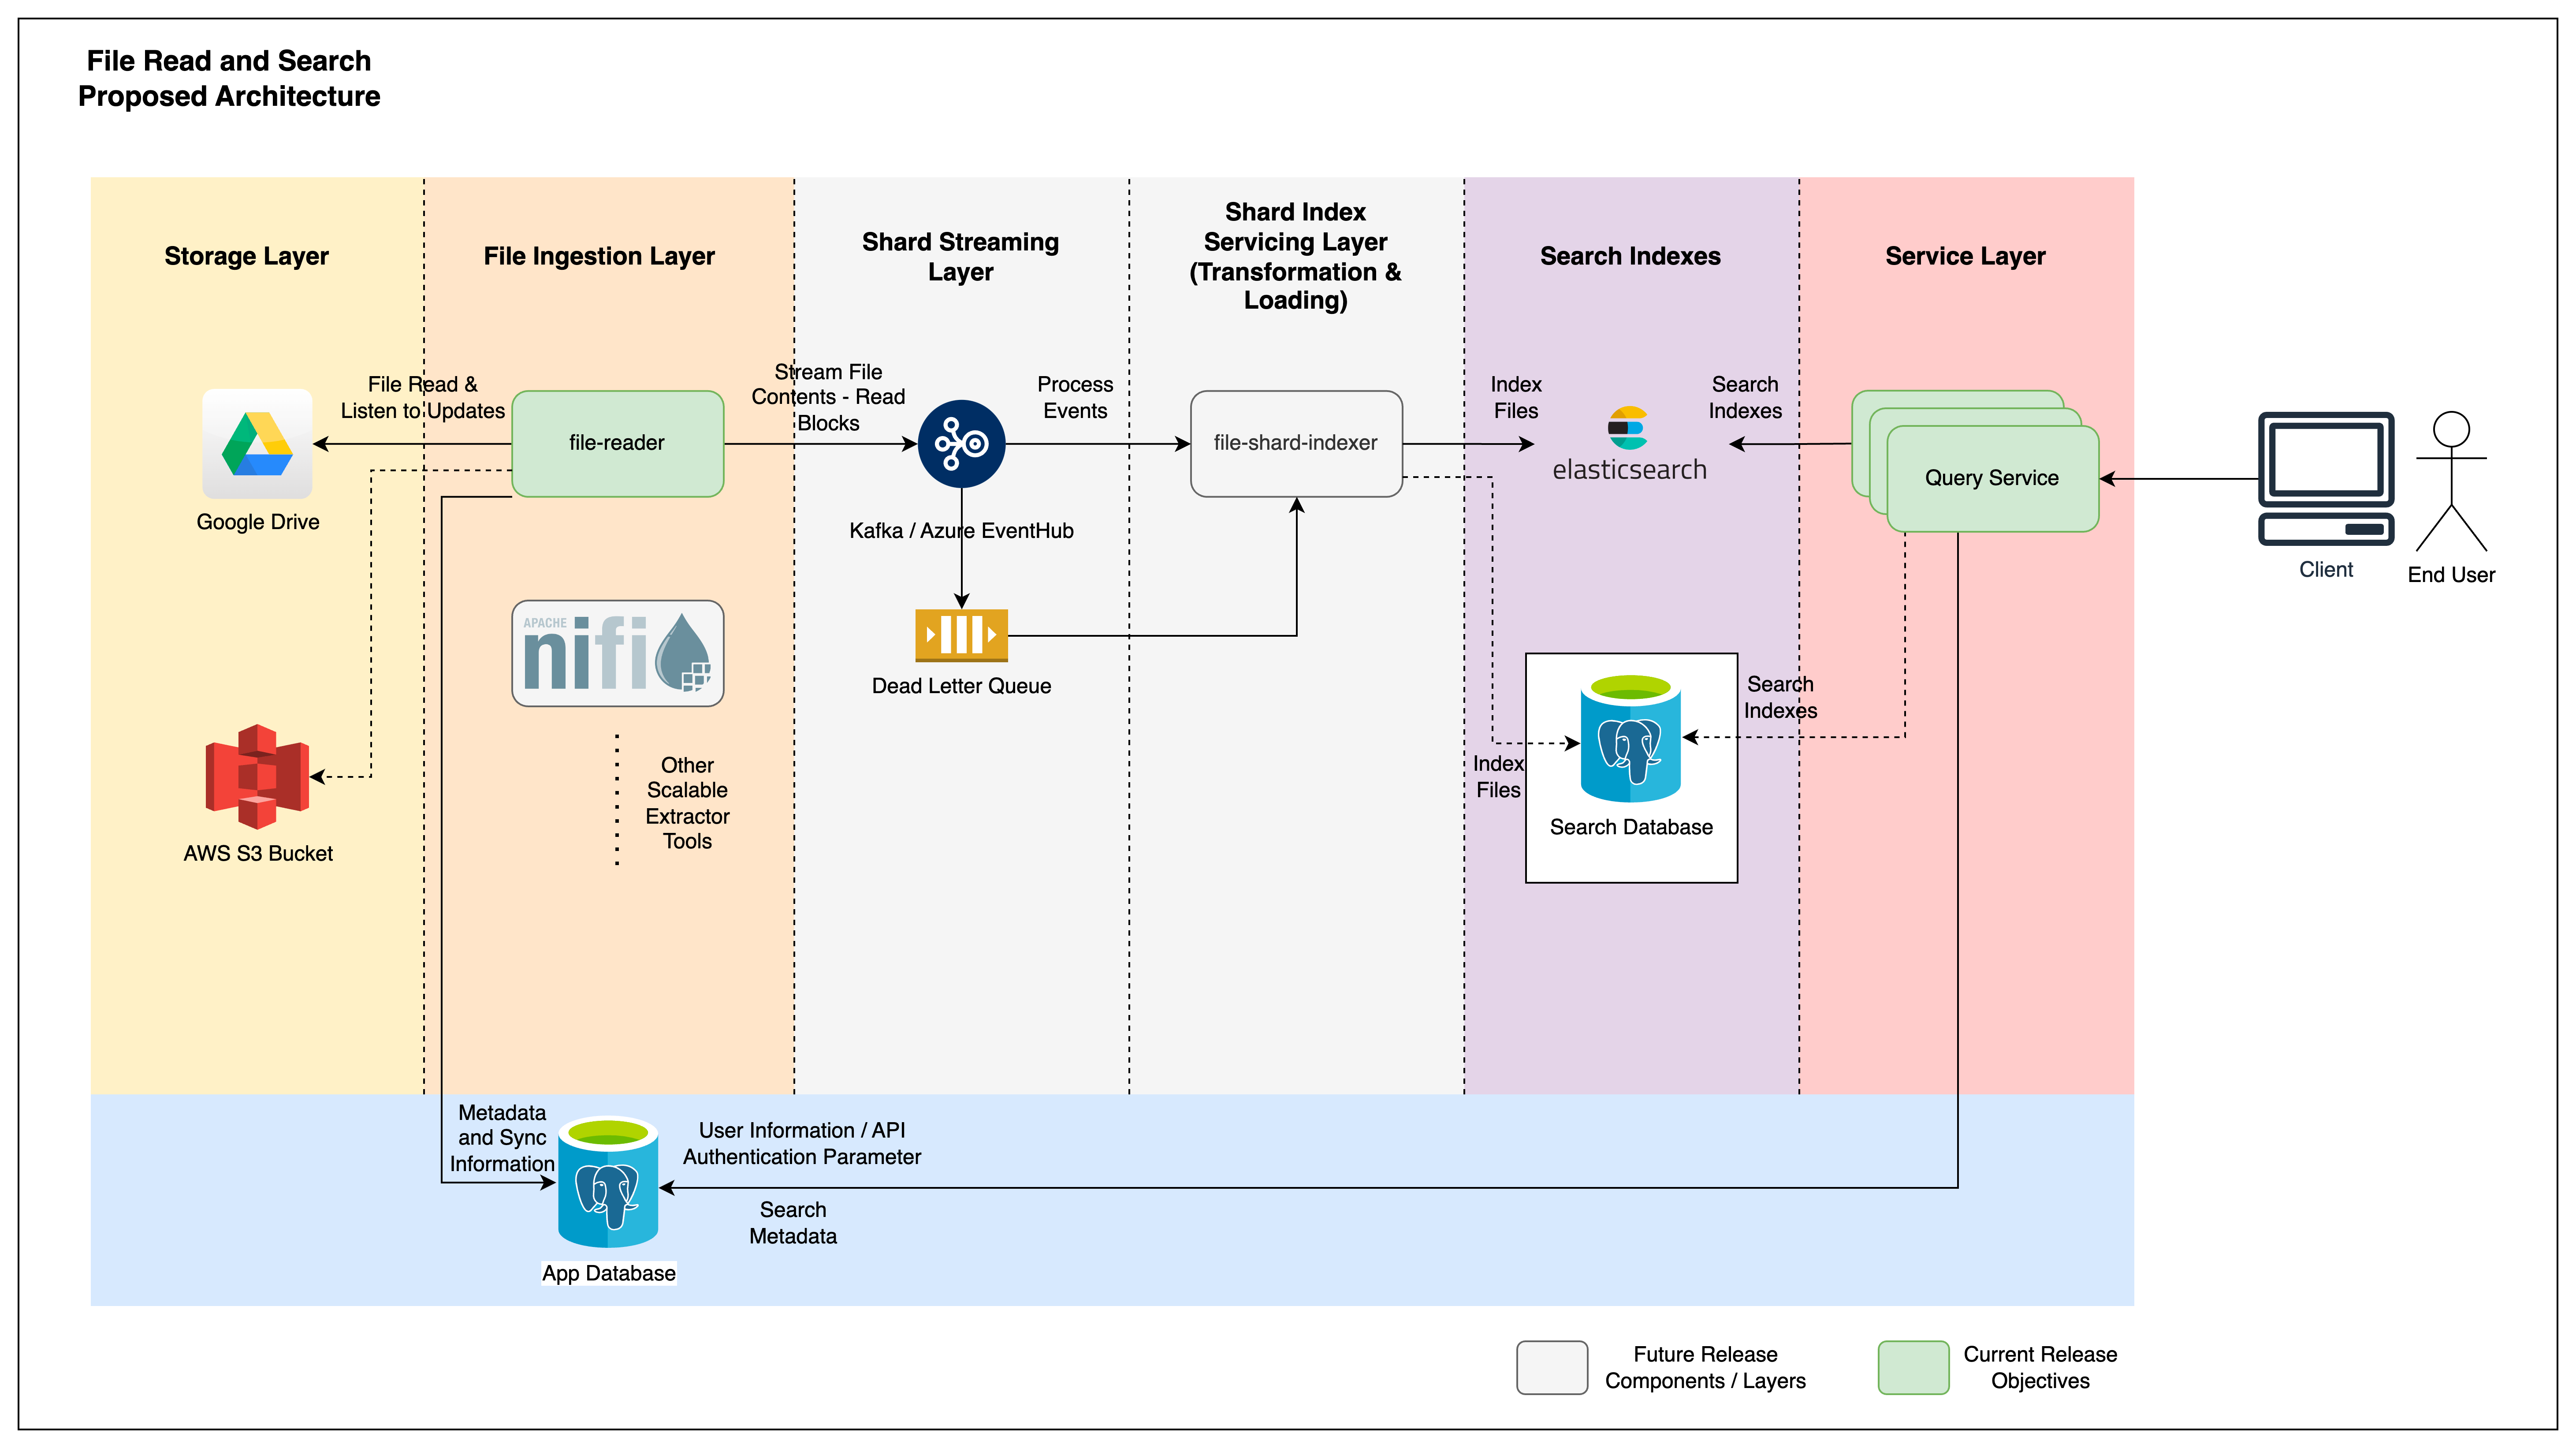 File Read and Search
Proposed Architecture
Storage Layer
File Ingestion Layer
Shard Streaming
Layer
Shard Index
Servicing Layer
(Transformation &
Loading)
Search Indexes
Service Layer
File Read &
Listen to Updates
file-reader
Stream File
Contents - Read
Blocks
Process
Events
file-shard-indexer
Index
Files
elasticsearch
Search
Indexes
Query Service
Google Drive
Kafka / Azure EventHub
Client
End User
APACHE
nifi
Dead Letter Queue
Other
Scalable
Extractor
Tools
AWS S3 Bucket
Search
Indexes
Index
Files
Search Database
Metadata
and Sync
Information
User Information / API
Authentication Parameter
Search
Metadata
App Database
Future Release
Components / Layers
Current Release
Objectives